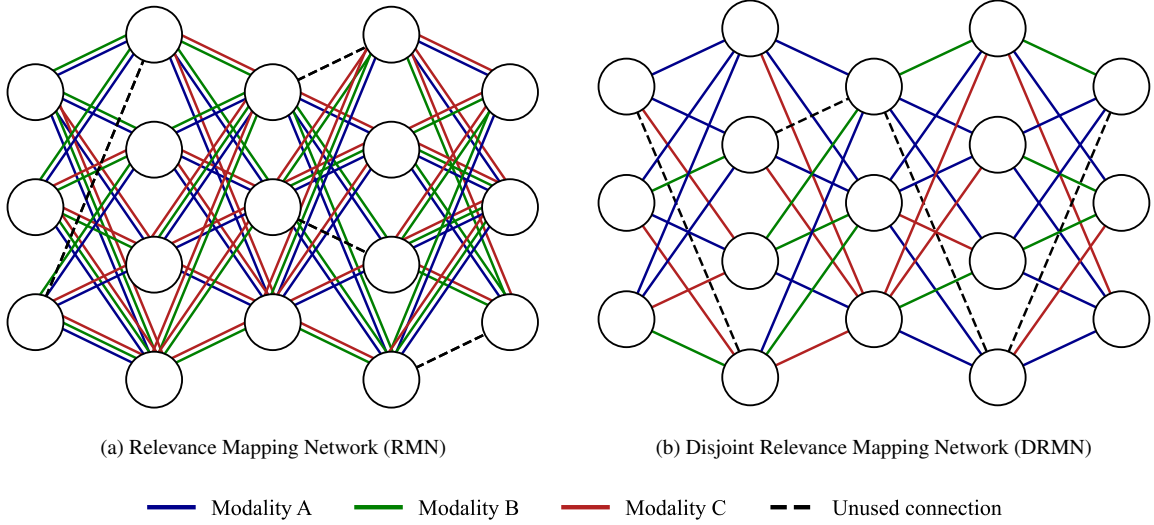 (a) Relevance Mapping Network (RMN)
(b) Disjoint Relevance Mapping Network (DRMN)
Modality A
Modality B
Modality C
Unused connection